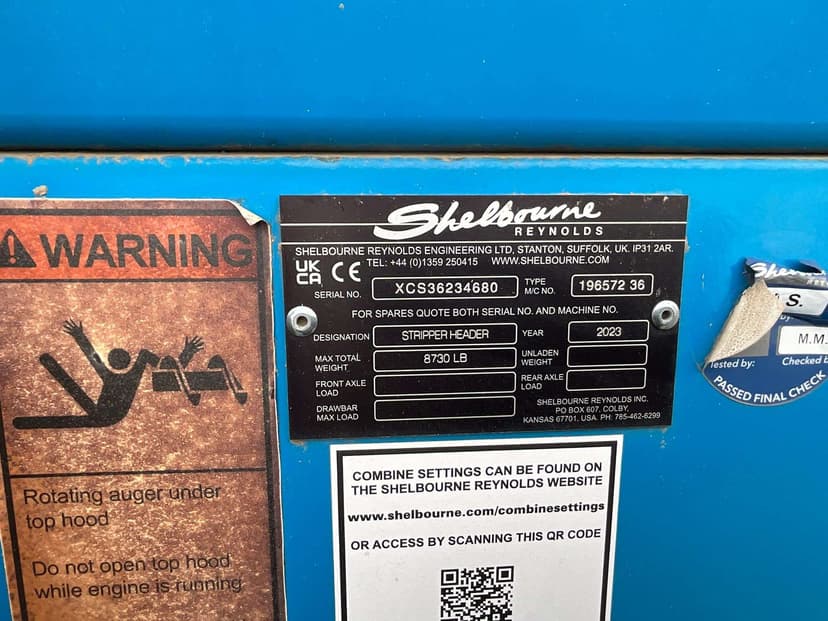 WARNING
Rotating auger under
top hood
Do not open top hood
while engine is running
Shelbourne
REYNOLDS
SHELBOURNE REYNOLDS ENGINEERING LTD, STANTON, SUFFOLK, UK. IP31 2AR.
UK
CA CE TEL: +44 (0)1359 250415 WWW.SHELBOURNE.COM
SERIAL NO. XCS36234680 TYPE M/C NO. 196572 36
FOR SPARES QUOTE BOTH SERIAL NO. AND MACHINE NO.
DESIGNATION STRIPPER HEADER YEAR 2023
MAX TOTAL WEIGHT 8730 LB UNLADEN WEIGHT
FRONT AXLE LOAD REAR AXLE LOAD
DRAWBAR MAX LOAD
SHELBOURNE REYNOLDS INC.
PO BOX 607, COLBY,
KANSAS 67701. USA. PH: 785-462-6299
COMBINE SETTINGS CAN BE FOUND ON
THE SHELBOURNE REYNOLDS WEBSITE
www.shelbourne.com/combinesettings
OR ACCESS BY SCANNING THIS QR CODE
S.
M.M.
Checked b
PASSED FINAL CHECK